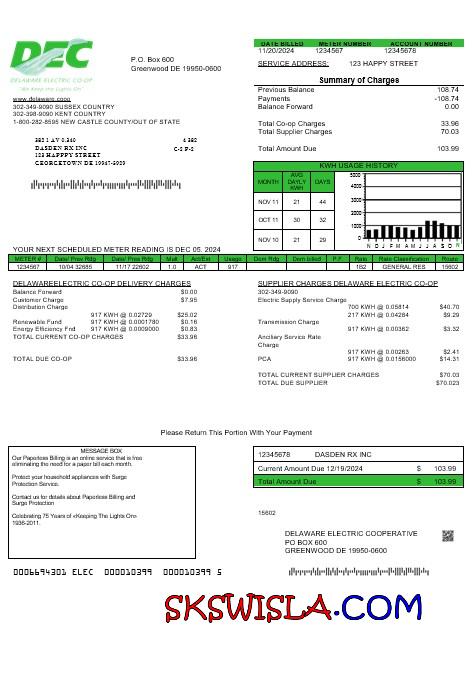 DEC
DELAWARE ELECTRIC CO-OP
"We Keep the Lights On"
P.O. Box 600
Greenwood DE 19950-0600
DATE BILLED METER NUMBER ACCOUNT NUMBER
11/20/2024 1234567 12345678
SERVICE ADDRESS: 123 HAPPY STREET
www.delaware.coop
302-349-9090 SUSSEX COUNTRY
302-398-9090 KENT COUNTRY
1-800-282-8595 NEW CASTLE COUNTY/OUT OF STATE
Summary of Charges
Previous Balance 108.74
Payments -108.74
Balance Forward 0.00
Total Co-op Charges 33.96
Total Supplier Charges 70.03
Total Amount Due 103.99
382 1 AV 0.340 4 382
DASDEN RX INC C-2 P-2
123 HAPPPY STREET
GEORGETOWN DE 19947-9029
KWH USAGE HISTORY
MONTH AVG DAYLY KWH DAYS
NOV 11 21 44
OCT 11 30 32
NOV 10 21 29
5000
4000
3000
2000
1000
0
N D J F M A M J J A S O N
YOUR NEXT SCHEDULED METER READING IS DEC 05. 2024
METER # Date/ Prev Rdg Date/ Prev Rdg Mult Act/Est Usage Dem Rdg Dem billed P.F. Rate Rate Classification Route
1234567 10/04 32685 11/17 22602 1.0 ACT 917 1B2 GENERAL RES 15602
DELAWAREELECTRIC CO-OP DELIVERY CHARGES
Balance Forward $0.00
Customer Charge $7.95
Distribution Charge
917 KWH @ 0.02729 $25.02
Renewable Fund 917 KWH @ 0.0001780 $0.16
Energy Efficiency Fnd 917 KWH @ 0.0009000 $0.83
TOTAL CURRENT CO-OP CHARGES $33.96
TOTAL DUE CO-OP $33.96
SUPPLIER CHARGES DELAWARE ELECTRIC CO-OP
302-349-9090
Electric Supply Service Charge
700 KWH @ 0.05814 $40.70
217 KWH @ 0.04284 $9.29
Transmission Charge
917 KWH @ 0.00362 $3.32
Ancillary Service Rate
Charge
917 KWH @ 0.00263 $2.41
PCA 917 KWH @ 0.0156000 $14.31
TOTAL CURRENT SUPPLIER CHARGES $70.03
TOTAL DUE SUPPLIER $70.023
Please Return This Portion With Your Payment
MESSAGE BOX
Our Paperless Billing is an online service that is free
eliminating the need for a paper bill each month.
Protect your household appliances with Surge
Protection Service.
Contact us for details about Paperless Billing and
Surge Protection
Celebrating 75 Years of «Keeping The Lights On»
1936-2011.
12345678 DASDEN RX INC
Current Amount Due 12/19/2024 $ 103.99
Total Amount Due $ 103.99
15602
DELAWARE ELECTRIC COOPERATIVE
PO BOX 600
GREENWOOD DE 19950-0600
0006694301 ELEC 0000010399 0000010399 5
SKSWISLA.COM